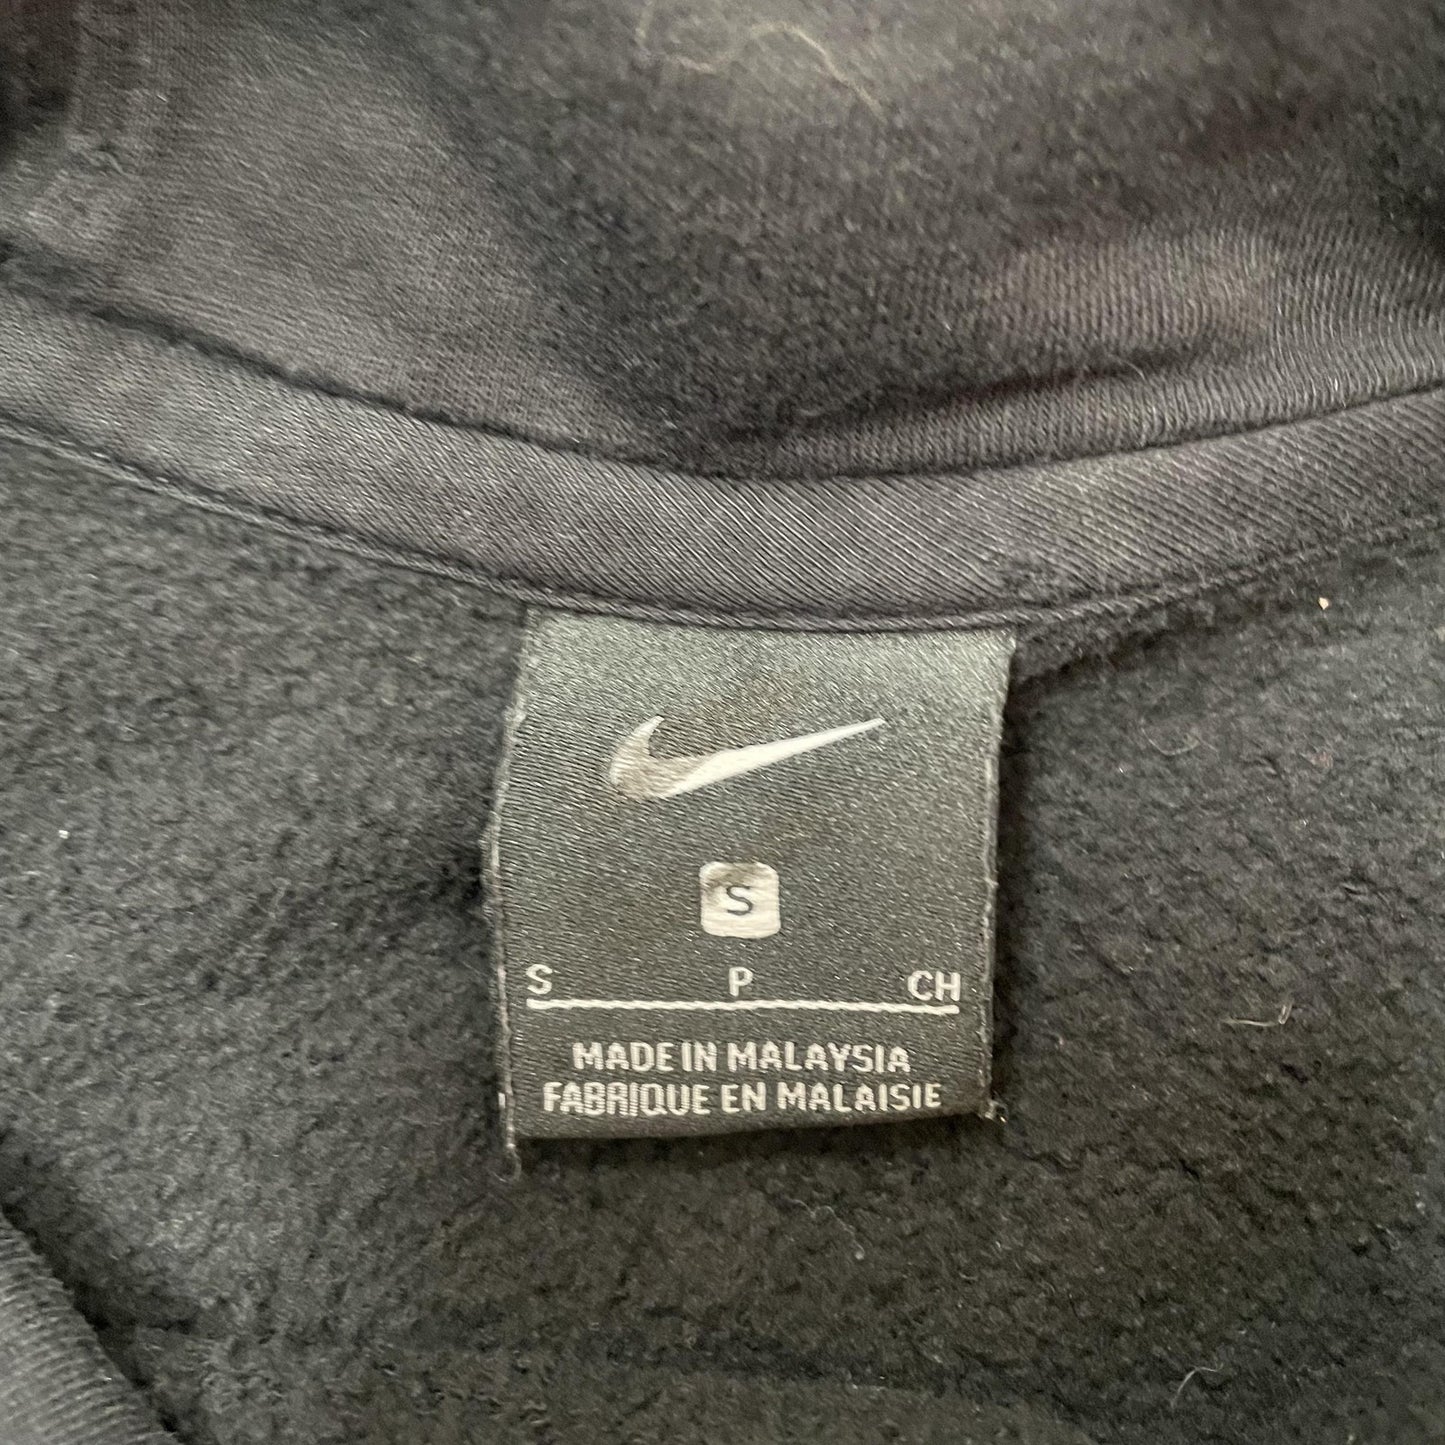 S
S P CH
MADE IN MALAYSIA
FABRIQUE EN MALAISIE